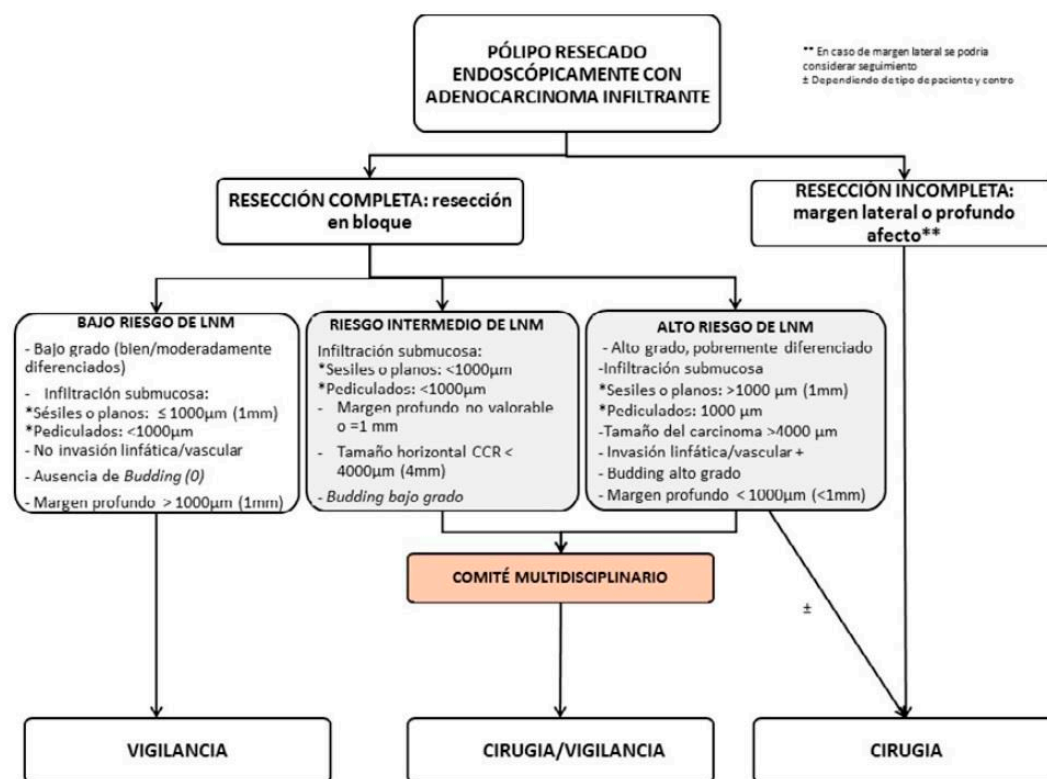 PÓLIPO RESECADO
ENDOSCÓPICAMENTE CON
ADENOCARCINOMA INFILTRANTE
** En caso de margen lateral se podria
considerar seguimiento
± Dependiendo de tipo de paciente y centro
RESECCIÓN COMPLETA: resección
en bloque
RESECCIÓN INCOMPLETA:
margen lateral o profundo
afecto**
BAJO RIESGO DE LNM
- Bajo grado (bien/moderadamente
diferenciados)
- Infiltración submucosa:
*Sésiles o planos: ≤ 1000µm (1mm)
*Pediculados: <1000µm
- No invasión linfática/vascular
- Ausencia de Budding (0)
- Margen profundo > 1000µm (1mm)
RIESGO INTERMEDIO DE LNM
Infiltración submucosa:
*Sesiles o planos: <1000µm
*Pediculados: <1000µm
- Margen profundo no valorable
o =1 mm
- Tamaño horizontal CCR <
4000µm (4mm)
- Budding bajo grado
ALTO RIESGO DE LNM
- Alto grado, pobremente diferenciado
-Infiltración submucosa
*Sesiles o planos: >1000 µm (1mm)
*Pediculados: 1000 µm
-Tamaño del carcinoma >4000 µm
- Invasión linfática/vascular +
- Budding alto grado
- Margen profundo < 1000µm (<1mm)
COMITÉ MULTIDISCIPLINARIO
±
VIGILANCIA
CIRUGIA/VIGILANCIA
CIRUGIA